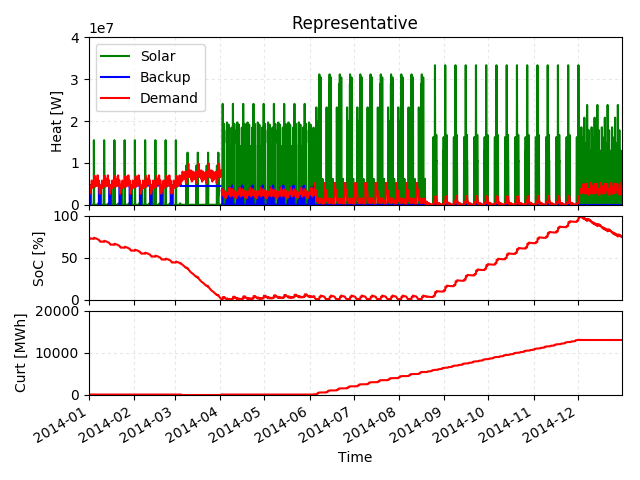 Representative
1e7
Heat [W]
4
3
2
1
0
Solar
Backup
Demand
SoC [%]
100
50
0
Curt [MWh]
20000
10000
0
2014-01
2014-02
2014-03
2014-04
2014-05
2014-06
2014-07
2014-08
2014-09
2014-10
2014-11
2014-12
Time